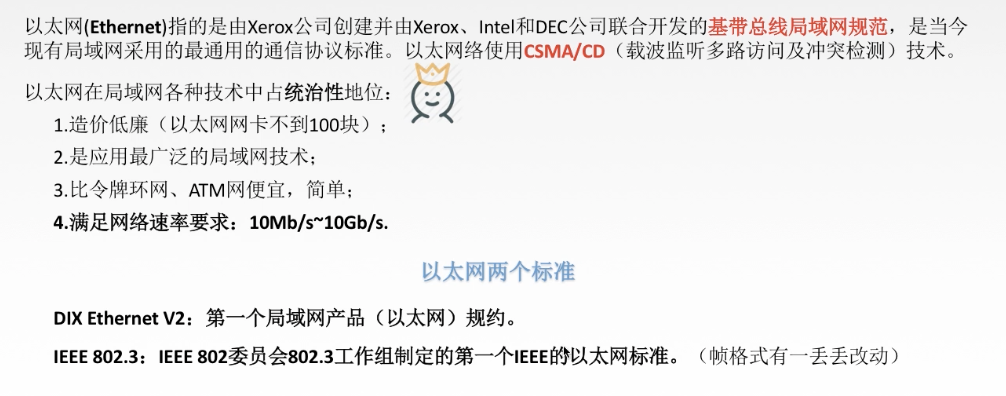 以太网(Ethernet)指的是由Xerox公司创建并由Xerox、Intel和DEC公司联合开发的基带总线局域网规范，是当今
现有局域网采用的最通用的通信协议标准。以太网络使用CSMA/CD（载波监听多路访问及冲突检测）技术。
以太网在局域网各种技术中占统治性地位：
1.造价低廉（以太网网卡不到100块）；
2.是应用最广泛的局域网技术；
3.比令牌环网、ATM网便宜，简单；
4.满足网络速率要求：10Mb/s~10Gb/s.
以太网两个标准
DIX Ethernet V2：第一个局域网产品（以太网）规约。
IEEE 802.3：IEEE 802委员会802.3工作组制定的第一个IEEE的以太网标准。（帧格式有一丢丢改动）